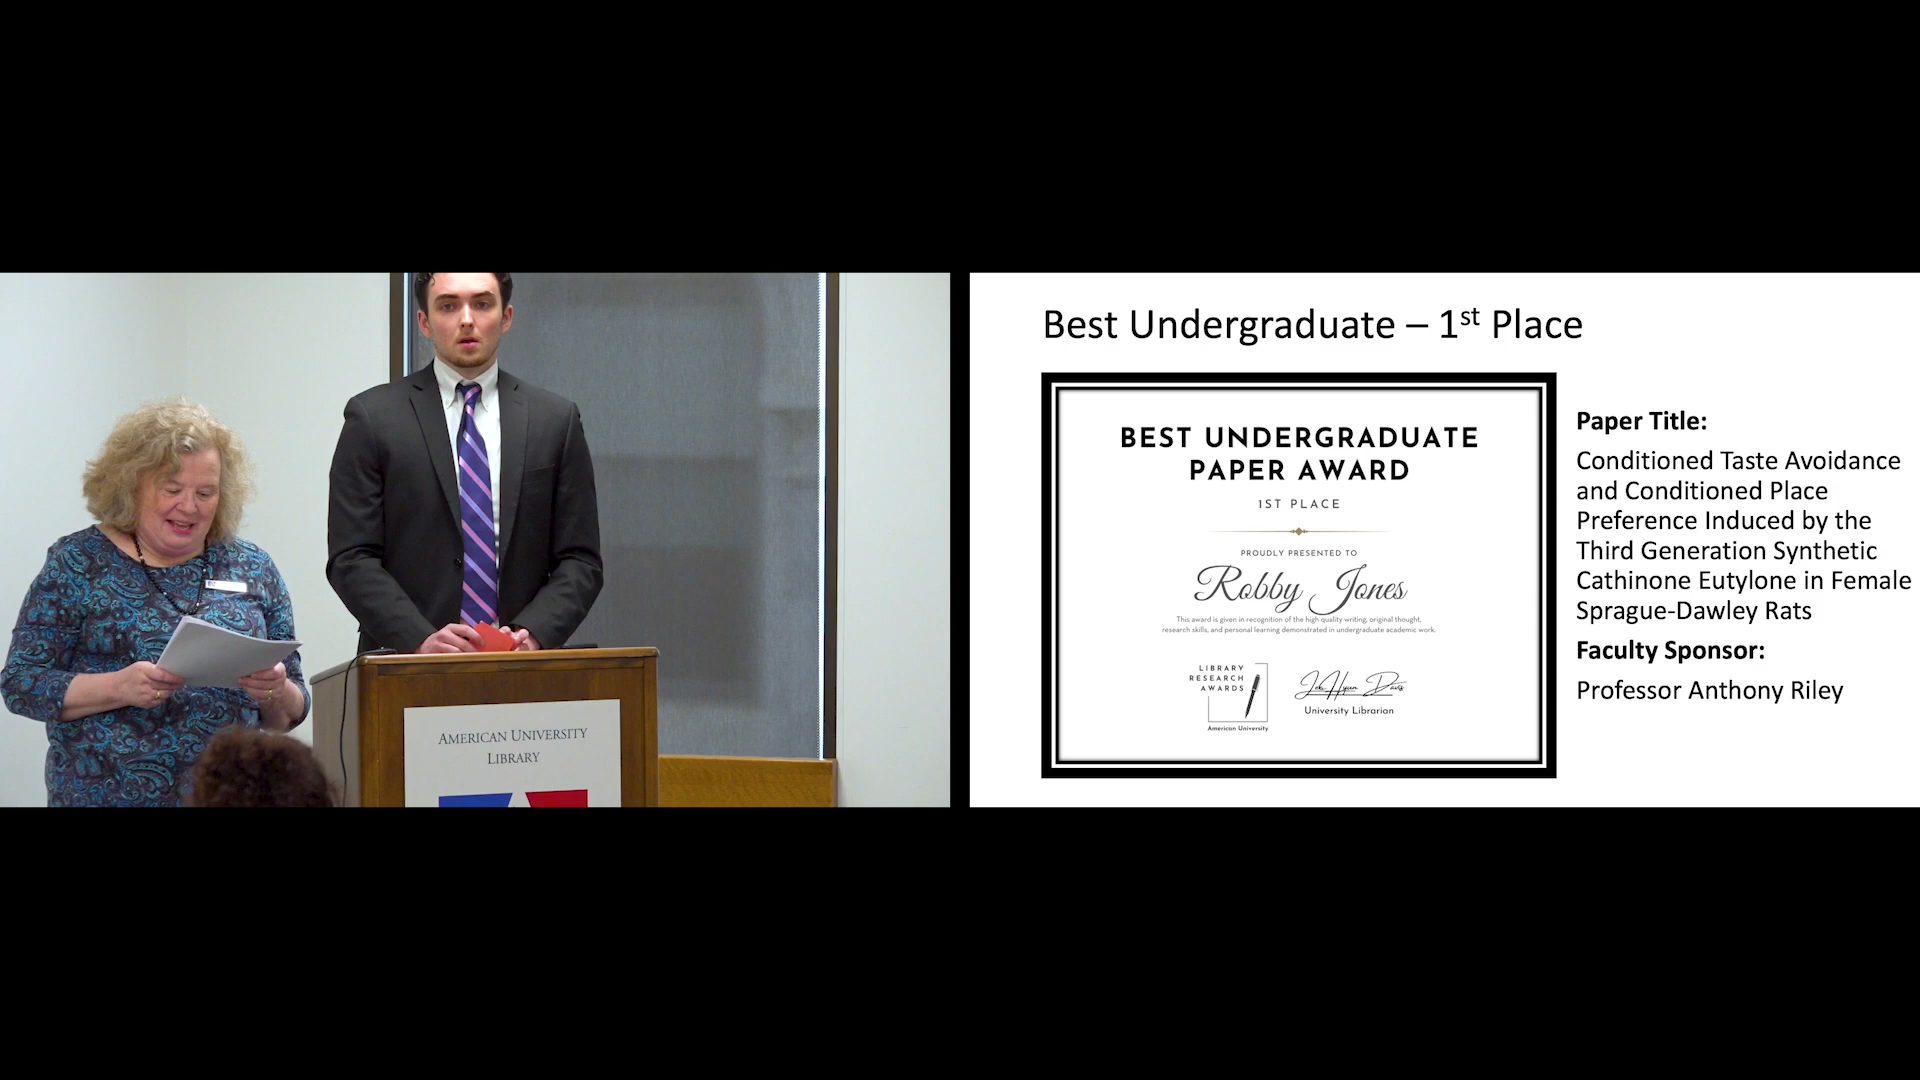 AMERICAN UNIVERSITY
LIBRARY
Best Undergraduate – 1st Place
BEST UNDERGRADUATE
PAPER AWARD
1ST PLACE
PROUDLY PRESENTED TO
Robby Jones
This award is given in recognition of the high quality writing, original thought,
research skills, and personal learning demonstrated in undergraduate academic work.
LIBRARY
RESEARCH
AWARDS
American University
University Librarian
Paper Title:
Conditioned Taste Avoidance
and Conditioned Place
Preference Induced by the
Third Generation Synthetic
Cathinone Eutylone in Female
Sprague-Dawley Rats
Faculty Sponsor:
Professor Anthony Riley